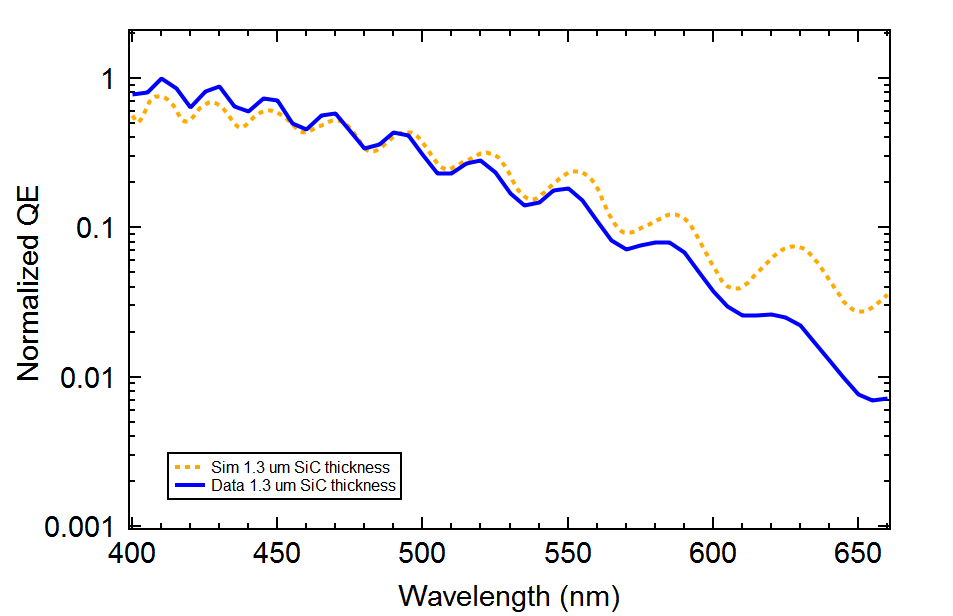 Normalized QE
1
0.1
0.01
0.001
Sim 1.3 um SiC thickness
Data 1.3 um SiC thickness
400 450 500 550 600 650
Wavelength (nm)